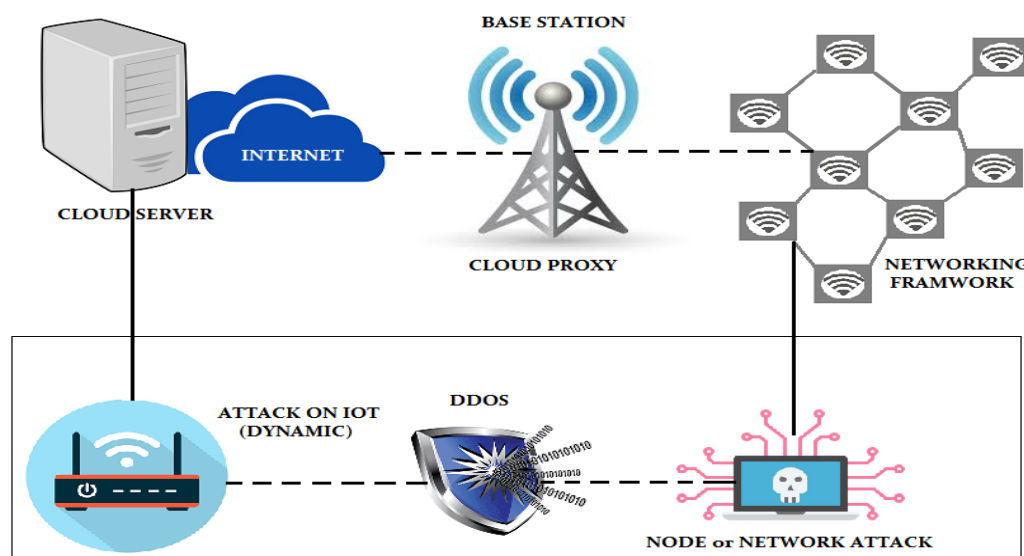 BASE STATION
INTERNET
CLOUD SERVER
CLOUD PROXY
NETWORKING
FRAMWORK
ATTACK ON IOT
(DYNAMIC)
DDOS
NODE or NETWORK ATTACK